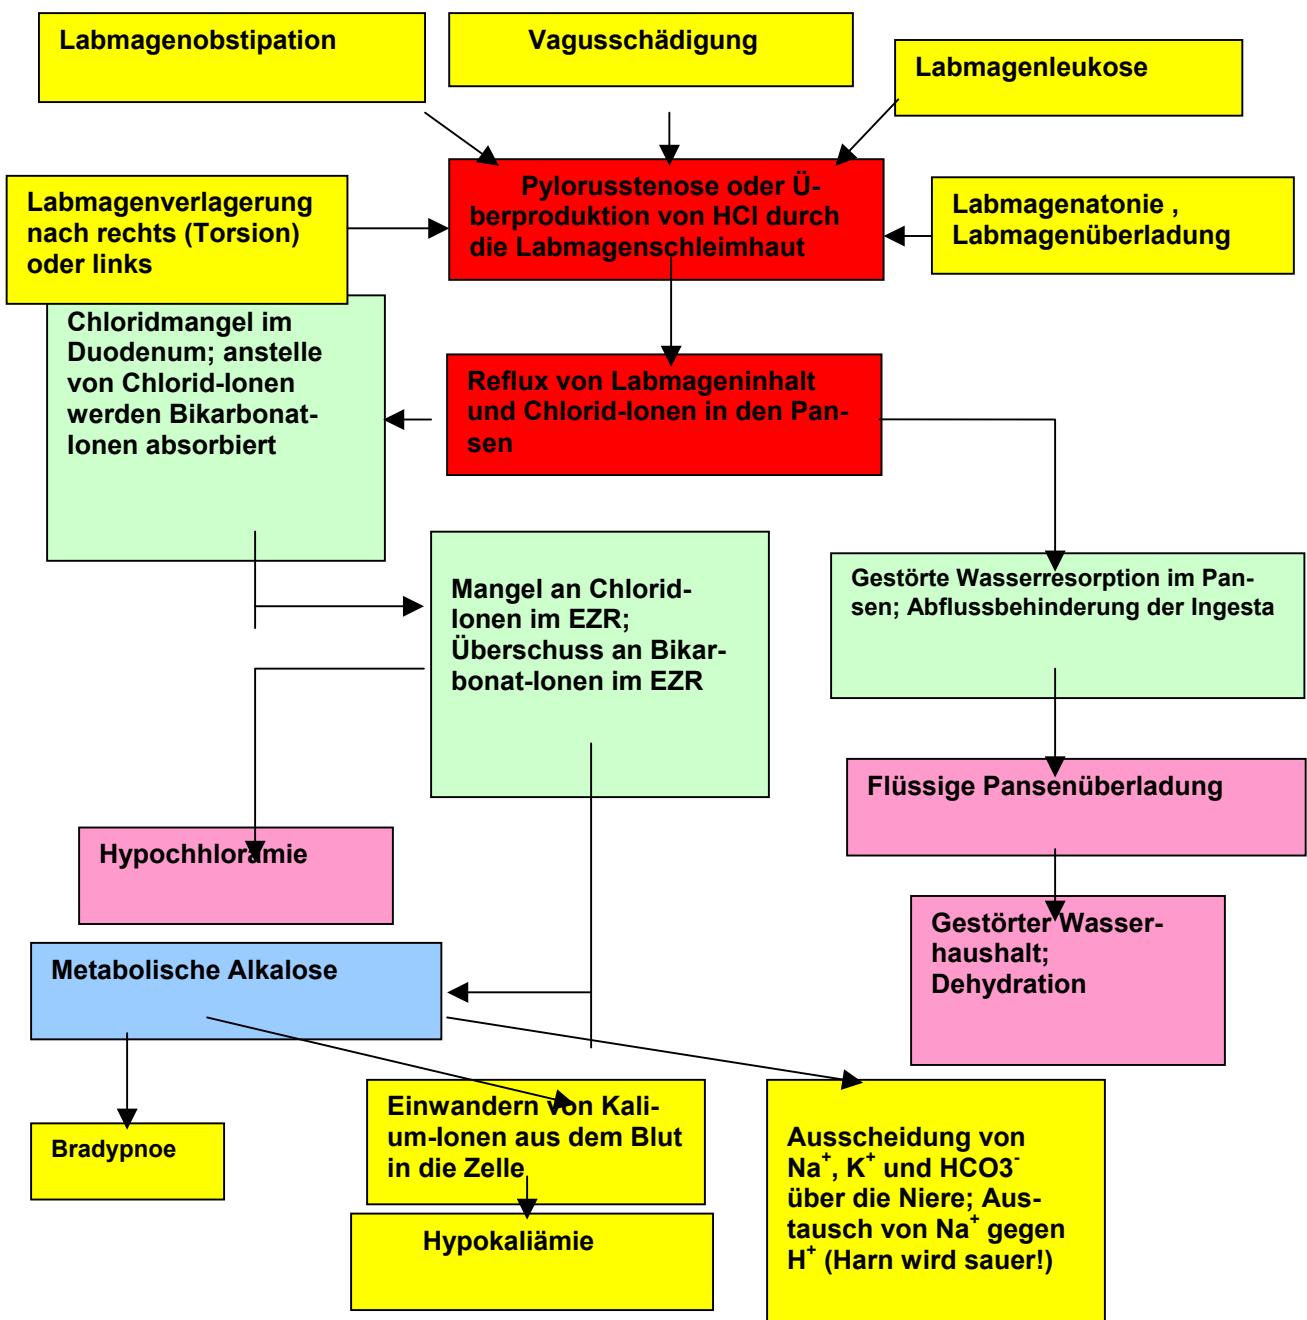 Labmagenobstipation
Vagusschädigung
Labmagenleukose
Labmagenverlagerung
nach rechts (Torsion)
oder links
Pylorusstenose oder Ü-
berproduktion von HCl durch
die Labmagenschleimhaut
Labmagenatonie ,
Labmagenüberladung
Chloridmangel im
Duodenum; anstelle
von Chlorid-Ionen
werden Bikarbonat-
Ionen absorbiert
Reflux von Labmageninhalt
und Chlorid-Ionen in den Pan-
sen
Mangel an Chlorid-
Ionen im EZR;
Überschuss an Bikar-
bonat-Ionen im EZR
Gestörte Wasserresorption im Pan-
sen; Abflussbehinderung der Ingesta
Flüssige Pansenüberladung
Hypochhlorämie
Gestörter Wasser-
haushalt;
Dehydration
Metabolische Alkalose
Bradypnoe
Einwandern von Kali-
um-Ionen aus dem Blut
in die Zelle
Hypokaliämie
Ausscheidung von
Na⁺, K⁺ und HCO3⁻
über die Niere; Aus-
tausch von Na⁺ gegen
H⁺ (Harn wird sauer!)